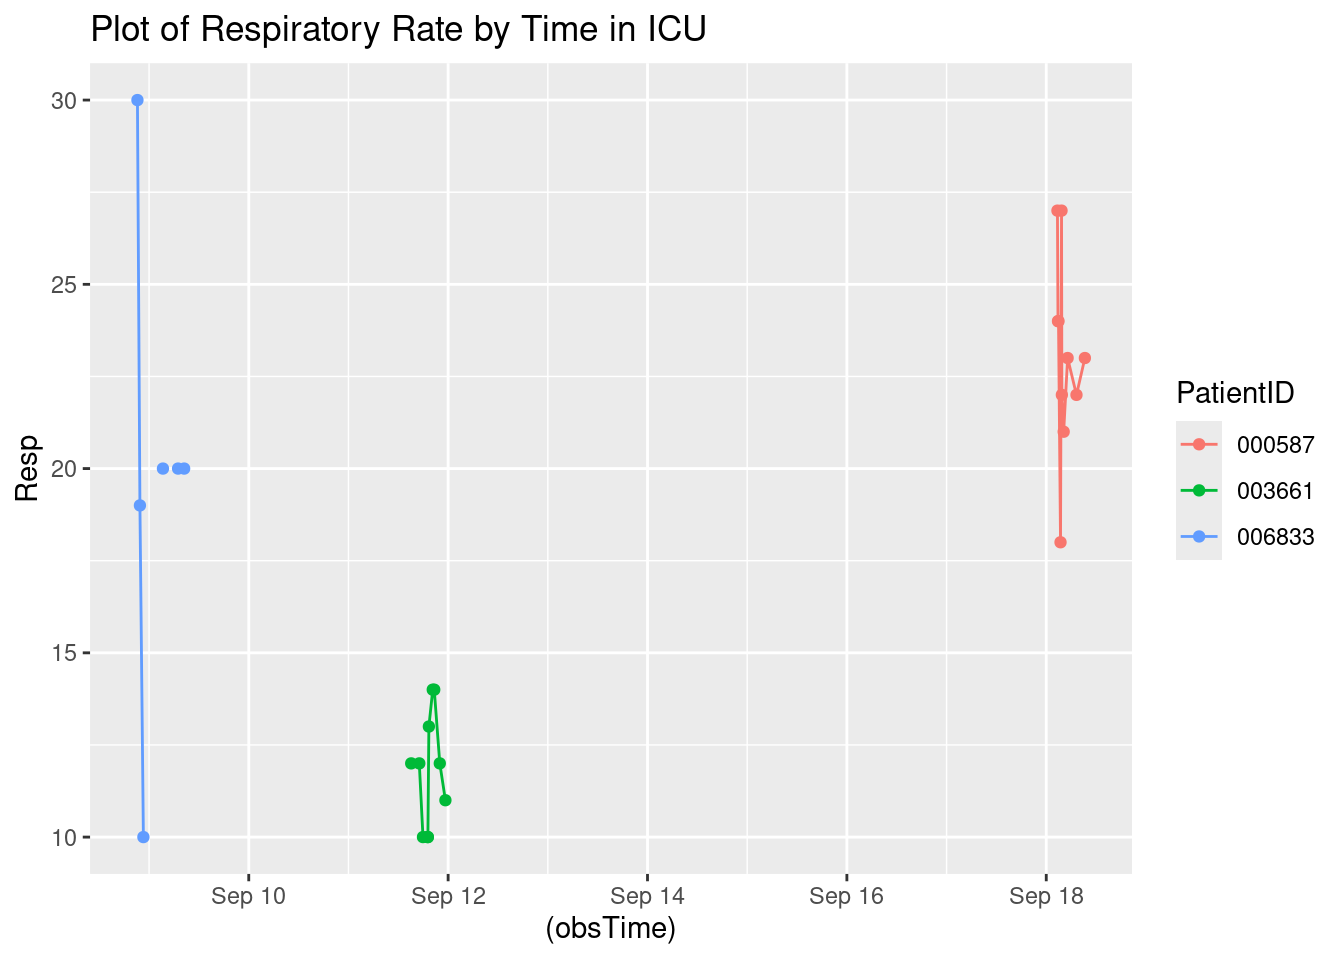 Plot of Respiratory Rate by Time in ICU
30
25
20
15
10
Resp
Sep 10
Sep 12
Sep 14
Sep 16
Sep 18
(obsTime)
PatientID
000587
003661
006833